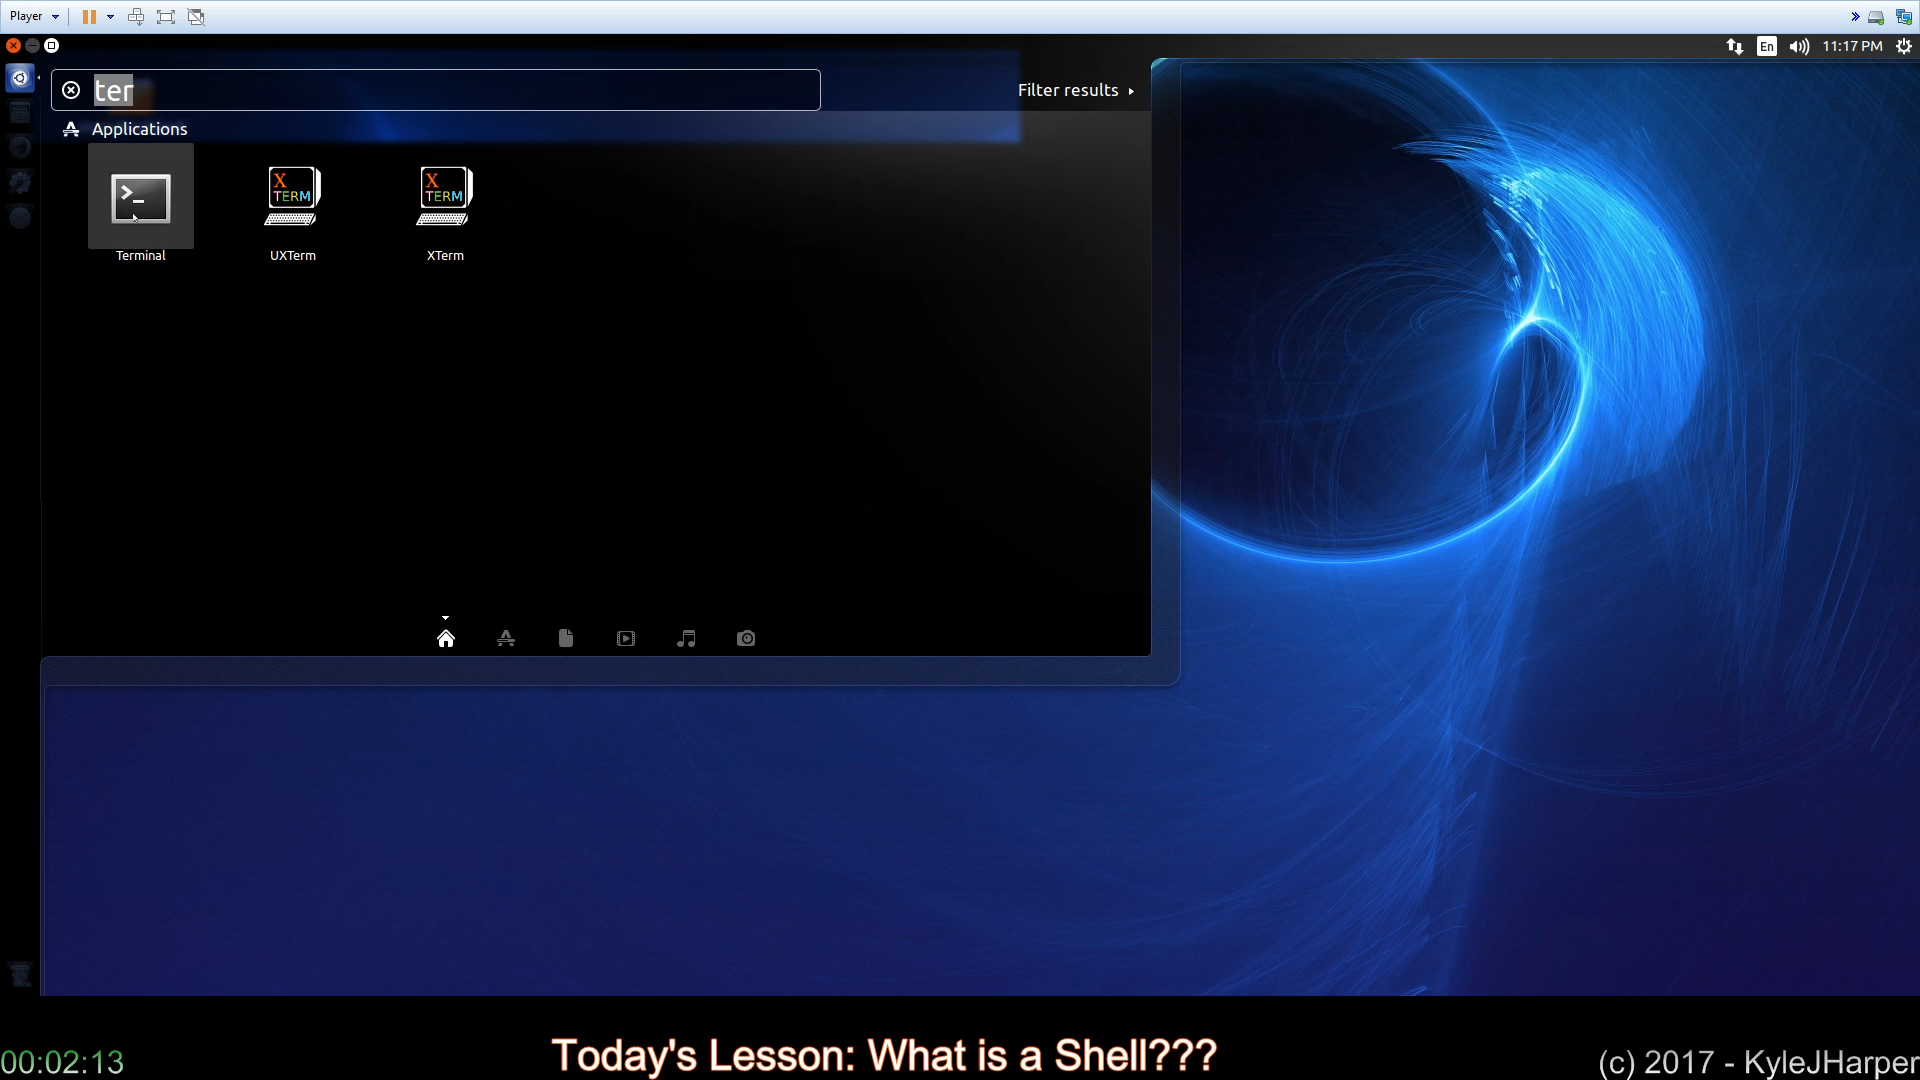 Player
En
11:17 PM
ter
Filter results
Applications
X
TERM
X
TERM
>_
Terminal
UXTerm
XTerm
00:02:13
Today's Lesson: What is a Shell???
(c) 2017 - KyleJHarper